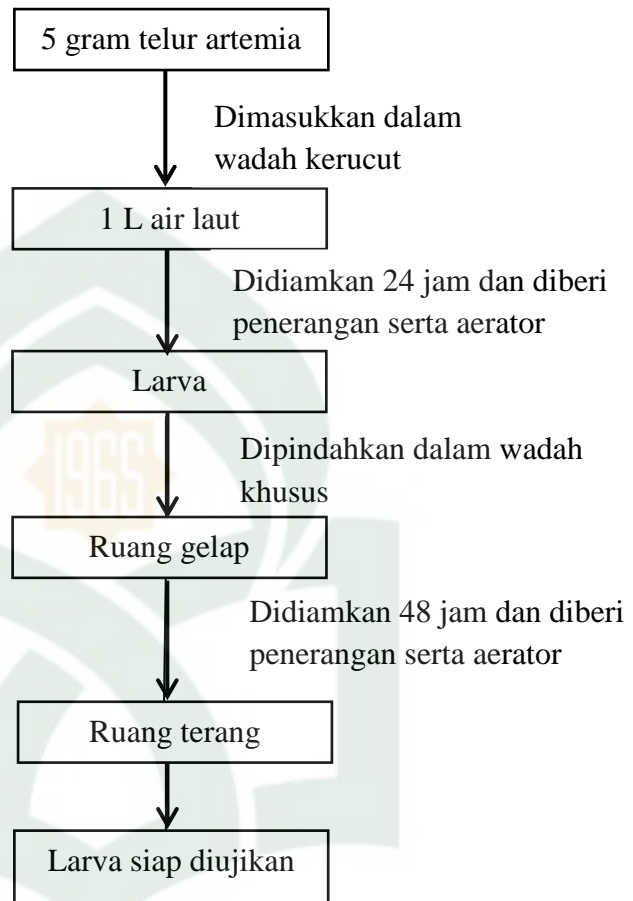 5 gram telur artemia
Dimasukkan dalam
wadah kerucut
1 L air laut
Didiamkan 24 jam dan diberi
penerangan serta aerator
Larva
Dipindahkan dalam wadah
khusus
1965
Ruang gelap
Didiamkan 48 jam dan diberi
penerangan serta aerator
Ruang terang
Larva siap diujikan